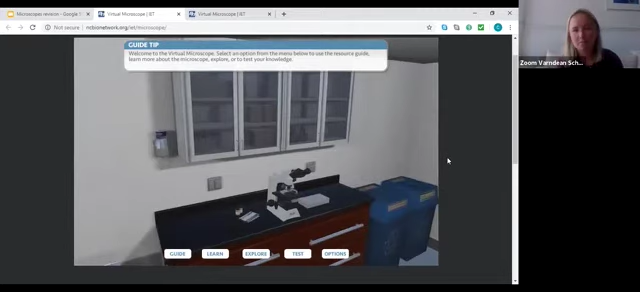 Microscopes revision - Google S
Virtual Microscope | IET
Virtual Microscope | IET
Not secure | ncbionetwork.org/iet/microscope/
GUIDE TIP
Welcome to the Virtual Microscope. Select an option from the menu below to use the resource guide,
learn more about the microscope, explore, or to test your knowledge.
Zoom Varndean Sch...
GUIDE
LEARN
EXPLORE
TEST
OPTIONS